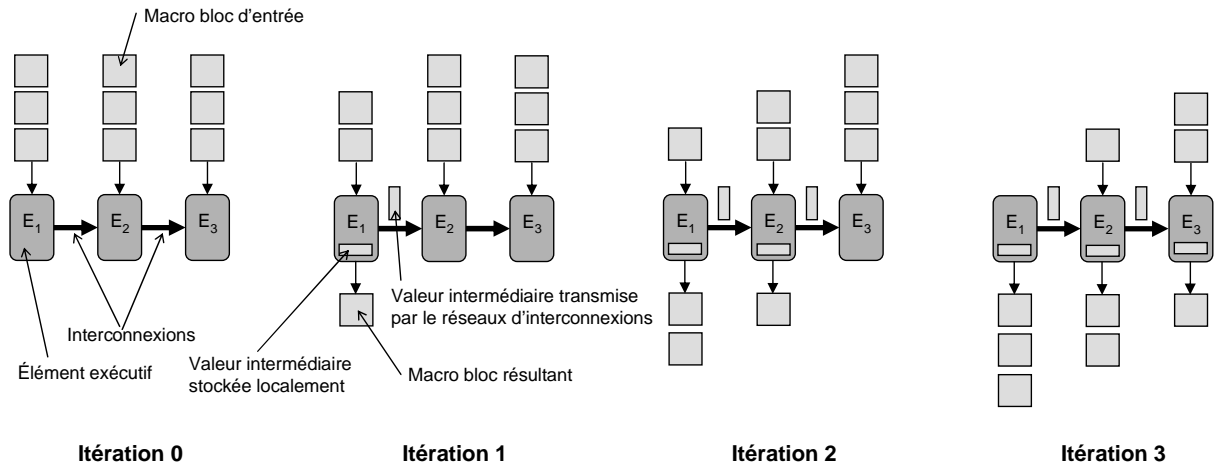 Macro bloc d'entrée
E1 E2 E3
E1 E2 E3
E1 E2 E3
E1 E2 E3
Interconnexions
Élément exécutif
Valeur intermédiaire transmise
par le réseaux d'interconnexions
Valeur intermédiaire
stockée localement
Macro bloc résultant
Itération 0
Itération 1
Itération 2
Itération 3